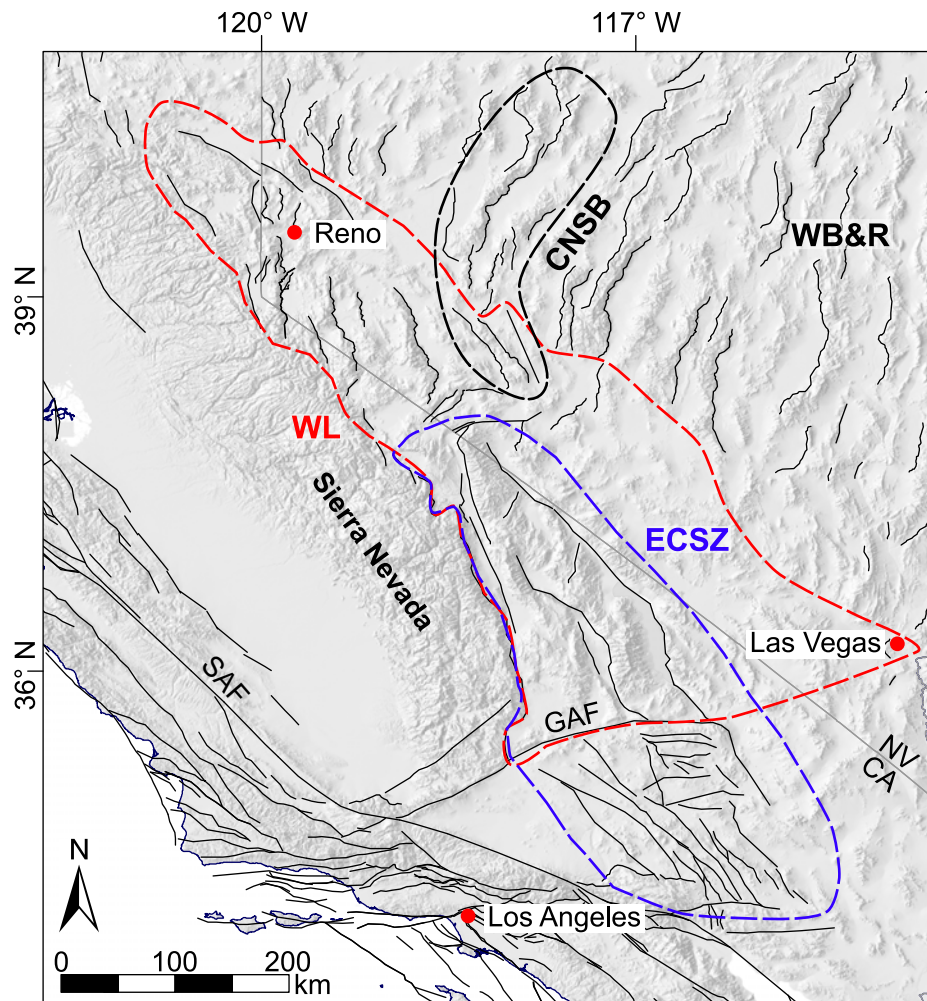 120° W
117° W
39° N
36° N
Reno
CNSB
WB&R
WL
Sierra Nevada
ECSZ
Las Vegas
SAF
GAF
NV
CA
N
Los Angeles
0 100 200
km